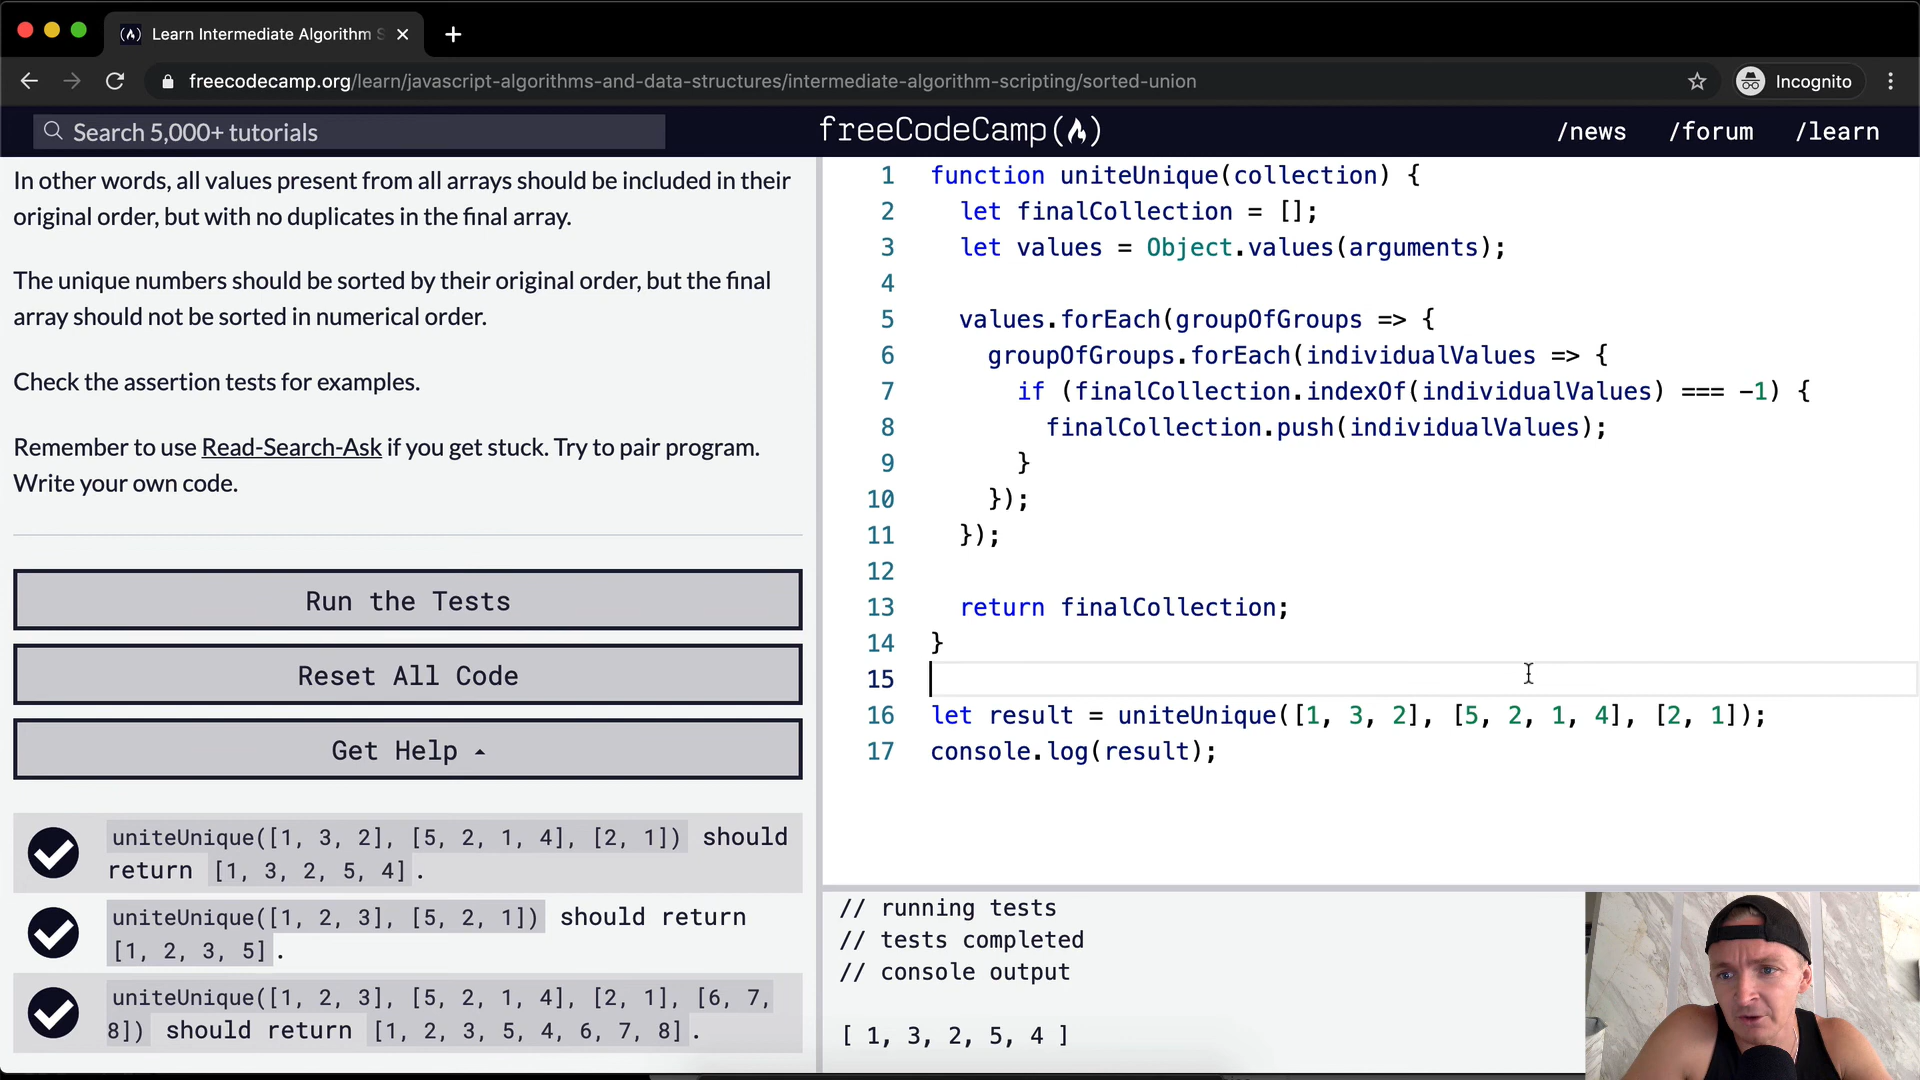 Learn Intermediate Algorithm S
freecodecamp.org/learn/javascript-algorithms-and-data-structures/intermediate-algorithm-scripting/sorted-union
Incognito
Search 5,000+ tutorials
freeCodeCamp
/news
/forum
/learn
In other words, all values present from all arrays should be included in their
original order, but with no duplicates in the final array.
The unique numbers should be sorted by their original order, but the final
array should not be sorted in numerical order.
Check the assertion tests for examples.
Remember to use Read-Search-Ask if you get stuck. Try to pair program.
Write your own code.
Run the Tests
Reset All Code
Get Help
uniteUnique([1, 3, 2], [5, 2, 1, 4], [2, 1]) should
return [1, 3, 2, 5, 4].
uniteUnique([1, 2, 3], [5, 2, 1]) should return
[1, 2, 3, 5].
uniteUnique([1, 2, 3], [5, 2, 1, 4], [2, 1], [6, 7,
8]) should return [1, 2, 3, 5, 4, 6, 7, 8].
1 function uniteUnique(collection) {
2 let finalCollection = [];
3 let values = Object.values(arguments);
4
5 values.forEach(groupOfGroups => {
6 groupOfGroups.forEach(individualValues => {
7 if (finalCollection.indexOf(individualValues) === -1) {
8 finalCollection.push(individualValues);
9 }
10 });
11 });
12
13 return finalCollection;
14 }
15
16 let result = uniteUnique([1, 3, 2], [5, 2, 1, 4], [2, 1]);
17 console.log(result);
// running tests
// tests completed
// console output
[ 1, 3, 2, 5, 4 ]